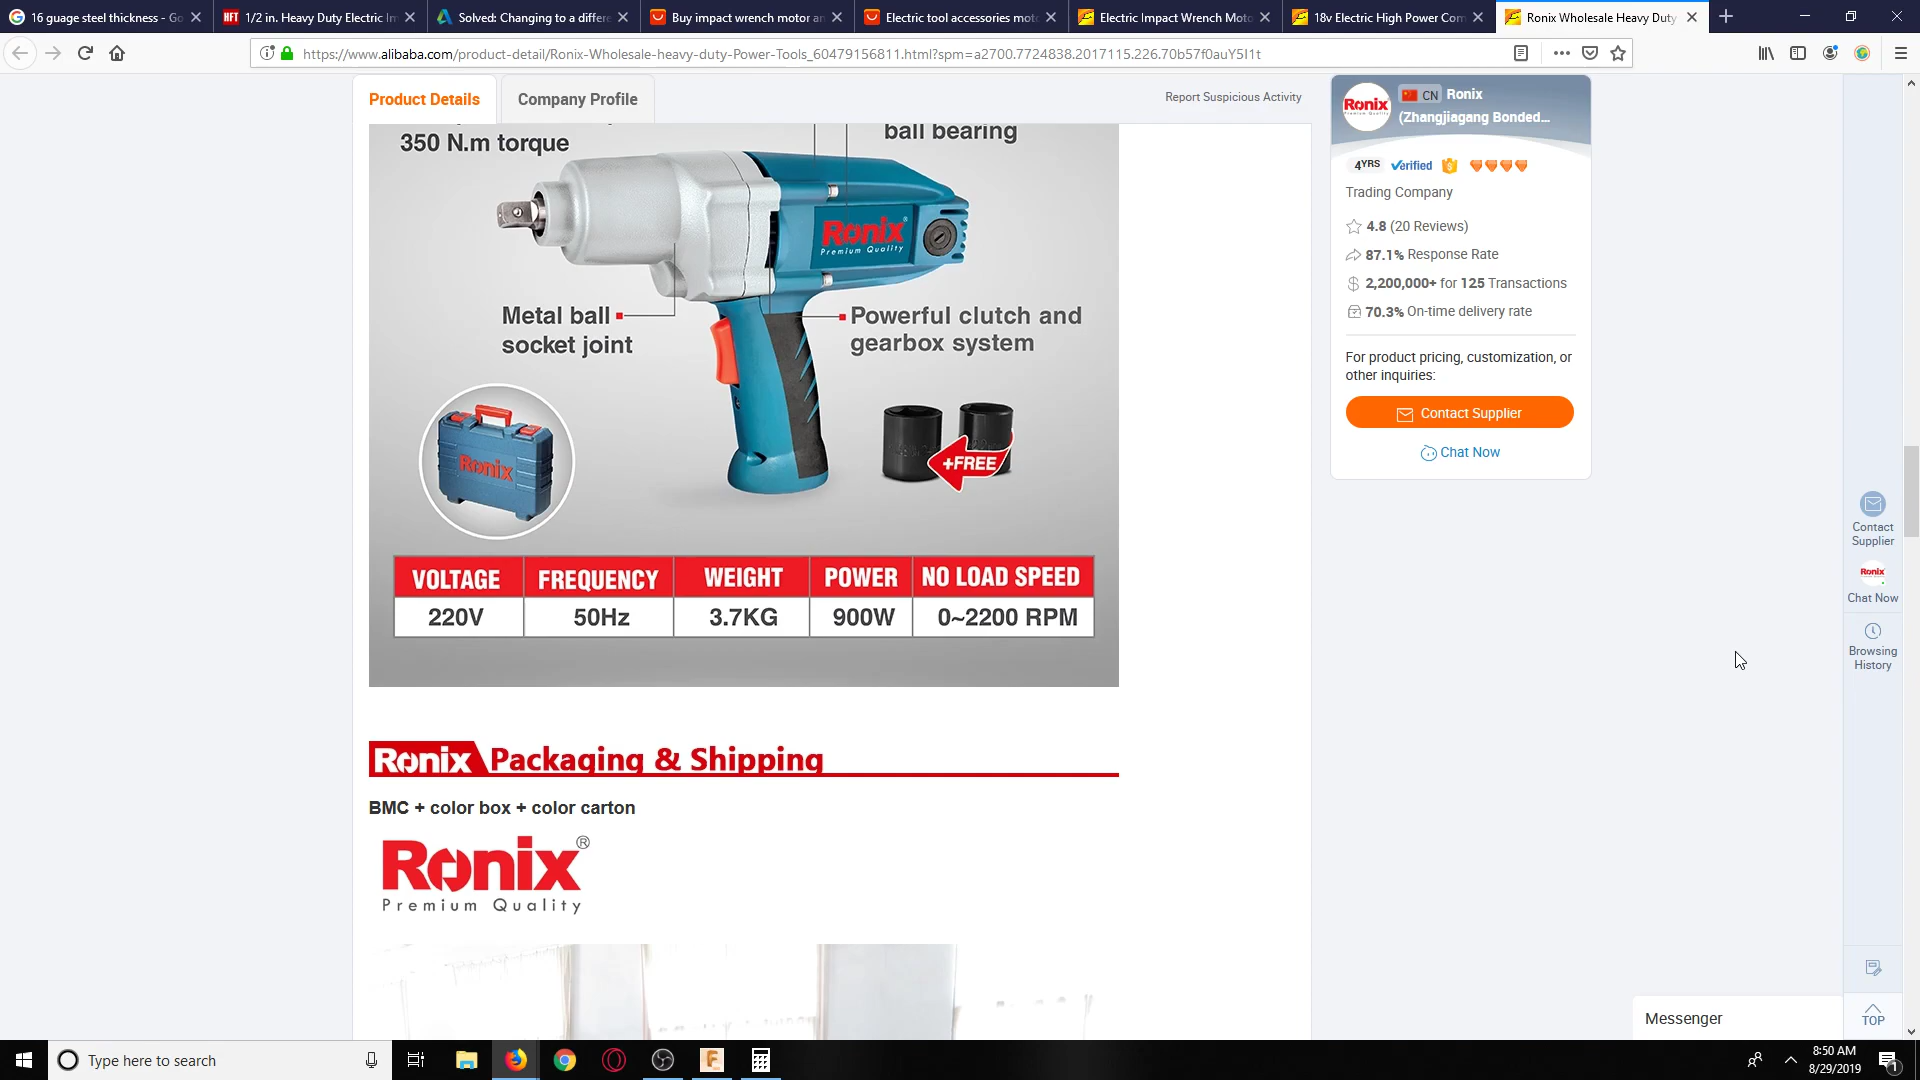 16 guage steel thickness - Go
1/2 in. Heavy Duty Electric Im
Solved: Changing to a differe
Buy impact wrench motor an
Electric tool accessories moto
Electric Impact Wrench Moto
18v Electric High Power Com
Ronix Wholesale Heavy Duty
https://www.alibaba.com/product-detail/Ronix-Wholesale-heavy-duty-Power-Tools_60479156811.html?spm=a2700.7724838.2017115.226.70b57f0auY5I1t
Product Details
Company Profile
Report Suspicious Activity
350 N.m torque
ball bearing
Ronix
Premium Quality
Metal ball
socket joint
Powerful clutch and
gearbox system
Ronix
+FREE
VOLTAGE FREQUENCY WEIGHT POWER NO LOAD SPEED
220V 50Hz 3.7KG 900W 0~2200 RPM
Ronix Packaging & Shipping
BMC + color box + color carton
Ronix®
Premium Quality
Ronix
Premium Quality
CN Ronix
(Zhangjiagang Bonded...
4YRS Verified
Trading Company
4.8 (20 Reviews)
87.1% Response Rate
2,200,000+ for 125 Transactions
70.3% On-time delivery rate
For product pricing, customization, or
other inquiries:
Contact Supplier
Chat Now
Contact
Supplier
Ronix
Chat Now
Browsing
History
TOP
Messenger
Type here to search
8:50 AM
8/29/2019
1